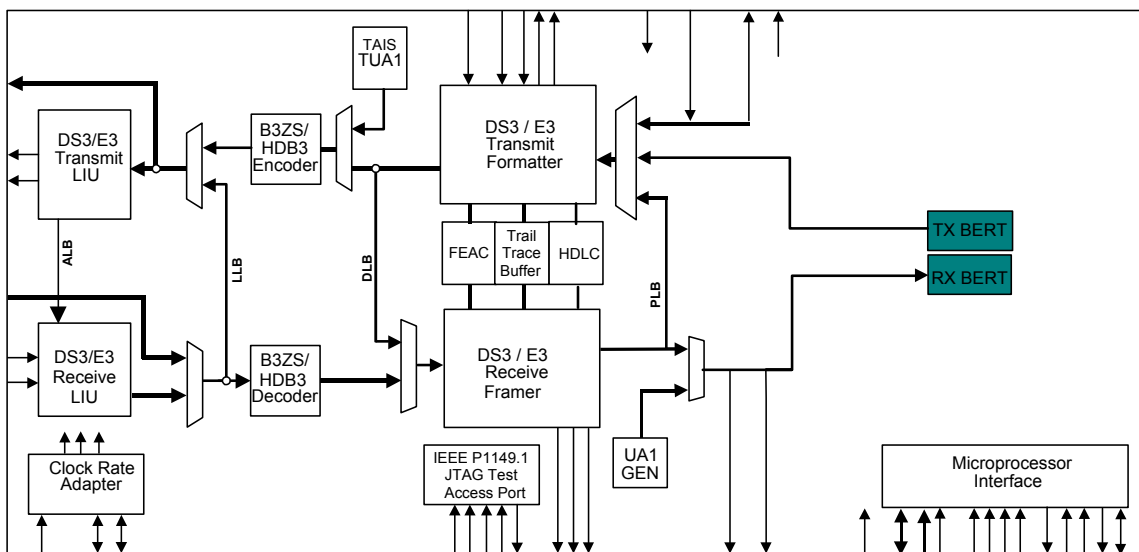 TAIS
TUA1
DS3/E3
Transmit
LIU
B3ZS/
HDB3
Encoder
DS3 / E3
Transmit
Formatter
FEAC
Trail
Trace
Buffer
HDLC
TX BERT
RX BERT
ALB
LLB
DLB
PLB
DS3/E3
Receive
LIU
B3ZS/
HDB3
Decoder
DS3 / E3
Receive
Framer
UA1
GEN
Clock Rate
Adapter
IEEE P1149.1
JTAG Test
Access Port
Microprocessor
Interface